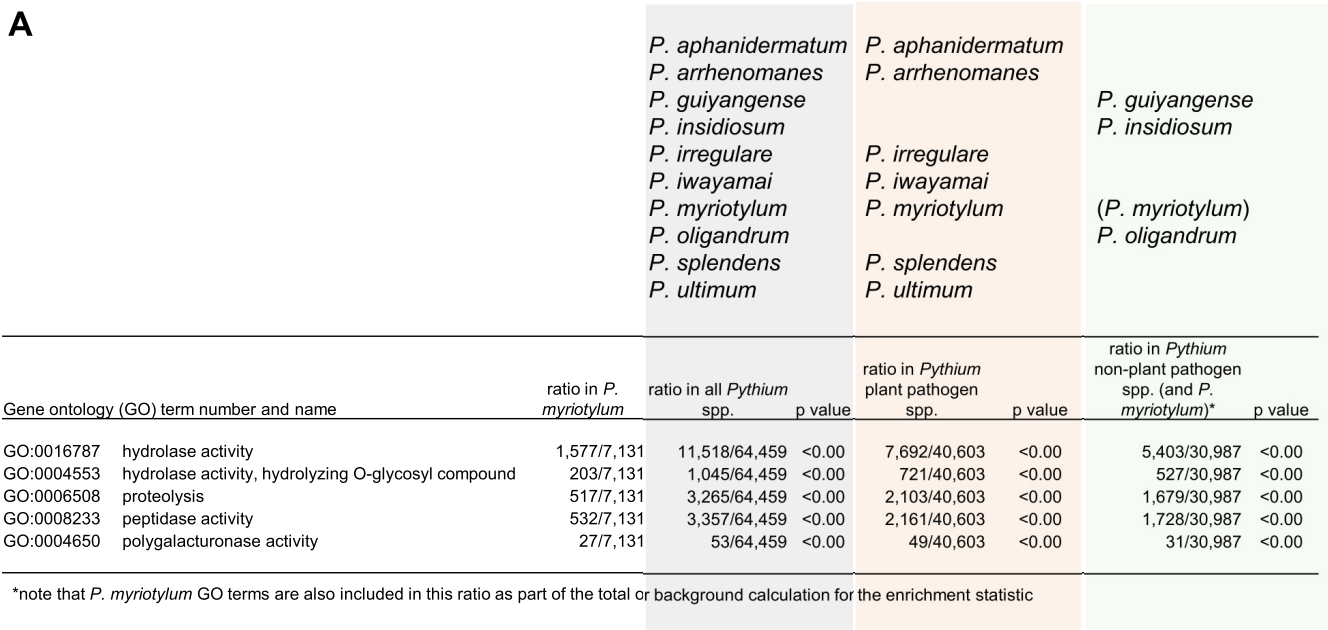 A
P. aphanidermatum P. aphanidermatum
P. arrhenomanes P. arrhenomanes
P. guiyangense P. guiyangense
P. insidiosum P. insidiosum
P. irregulare P. irregulare
P. iwayamai P. iwayamai
P. myriotylum P. myriotylum (P. myriotylum)
P. oligandrum P. oligandrum
P. splendens P. splendens
P. ultimum P. ultimum
Gene ontology (GO) term number and name
ratio in P.
myriotylum
ratio in all Pythium
spp. p value
ratio in Pythium
plant pathogen
spp. p value
ratio in Pythium
non-plant pathogen
spp. (and P.
myriotylum)* p value
GO:0016787 hydrolase activity 1,577/7,131 11,518/64,459 <0.00 7,692/40,603 <0.00 5,403/30,987 <0.00
GO:0004553 hydrolase activity, hydrolyzing O-glycosyl compound 203/7,131 1,045/64,459 <0.00 721/40,603 <0.00 527/30,987 <0.00
GO:0006508 proteolysis 517/7,131 3,265/64,459 <0.00 2,103/40,603 <0.00 1,679/30,987 <0.00
GO:0008233 peptidase activity 532/7,131 3,357/64,459 <0.00 2,161/40,603 <0.00 1,728/30,987 <0.00
GO:0004650 polygalacturonase activity 27/7,131 53/64,459 <0.00 49/40,603 <0.00 31/30,987 <0.00
*note that P. myriotylum GO terms are also included in this ratio as part of the total or background calculation for the enrichment statistic